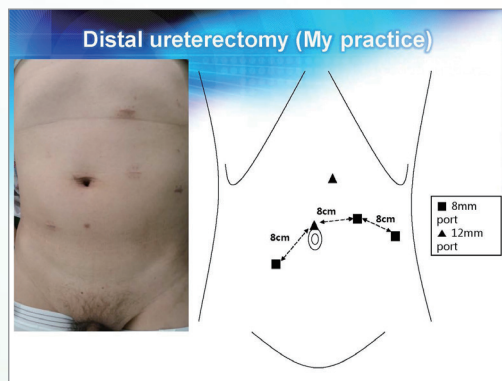 Distal ureterectomy (My practice)
8cm
8cm
8cm
■ 8mm
port
▲ 12mm
port